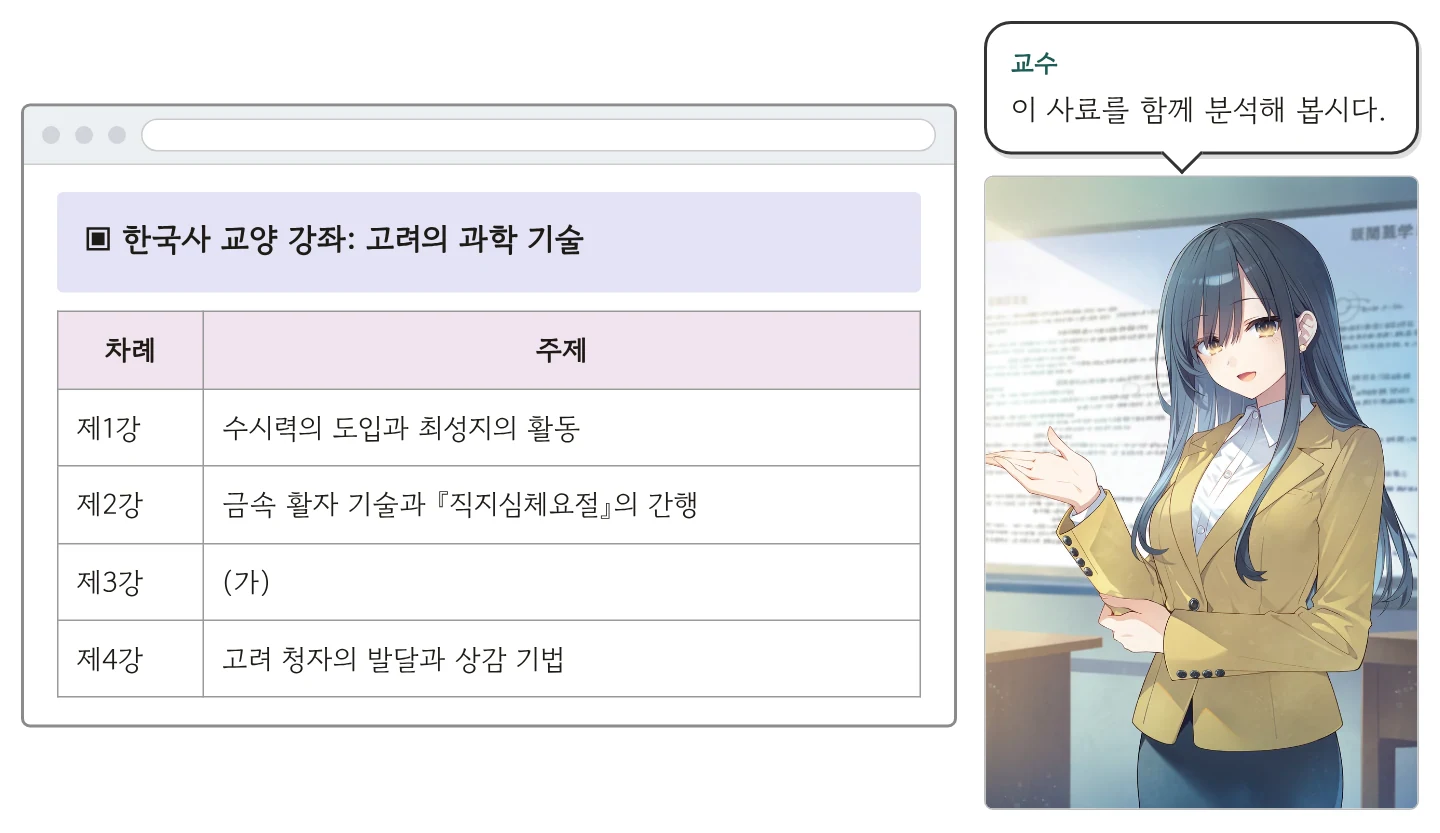 교수
이 사료를 함께 분석해 봅시다.
▣ 한국사 교양 강좌: 고려의 과학 기술
차례 주제
제1강 수시력의 도입과 최성지의 활동
제2강 금속 활자 기술과 『직지심체요절』의 간행
제3강 (가)
제4강 고려 청자의 발달과 상감 기법